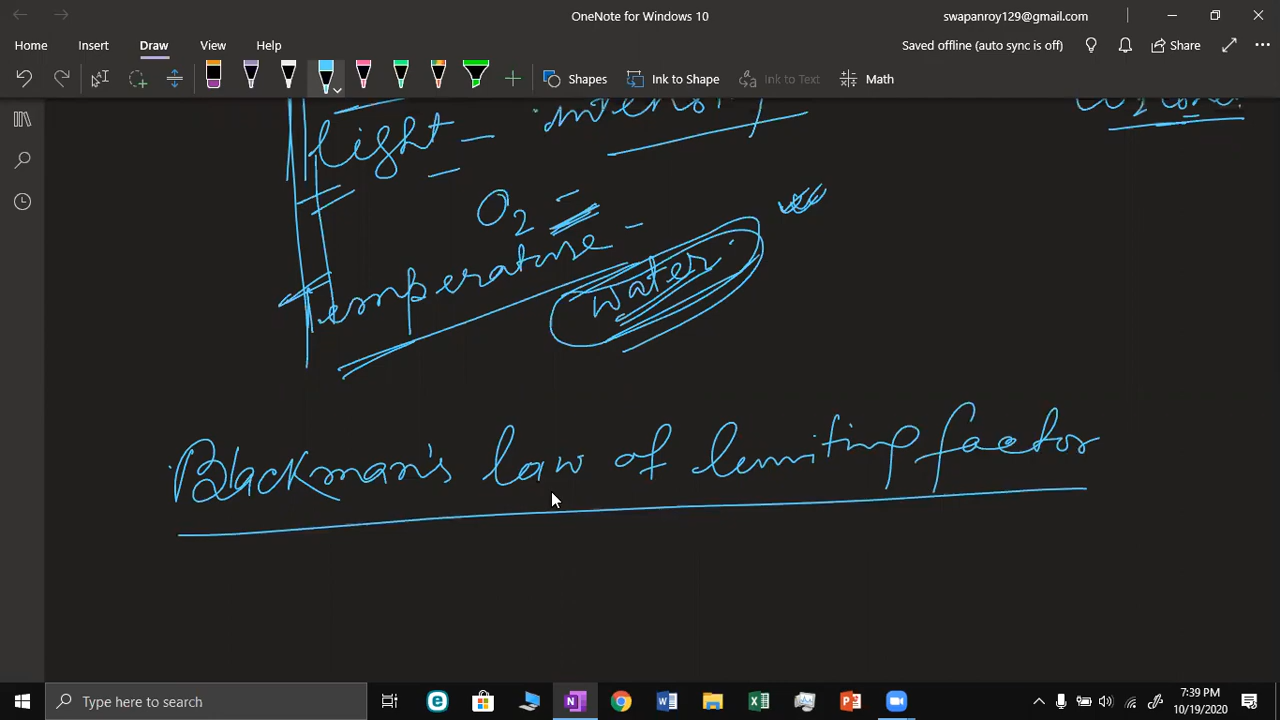 OneNote for Windows 10
swapanroy129@gmail.com
Home Insert Draw View Help
Saved offline (auto sync is off)
Share
Shapes
Ink to Shape
Ink to Text
Math
light -
O2 =
Temperature -
water
Blackman's law of limiting factor
Type here to search
7:39 PM
10/19/2020